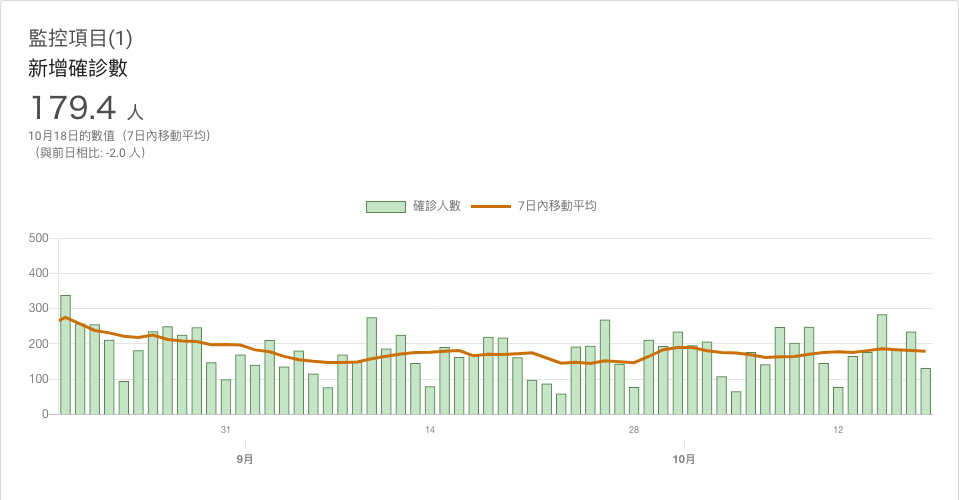 監控項目(1)
新增確診數
179.4 人
10月18日的數值（7日內移動平均）
（與前日相比: -2.0 人）
確診人數 7日內移動平均
500
400
300
200
100
0
31 14 28 12
9月 10月